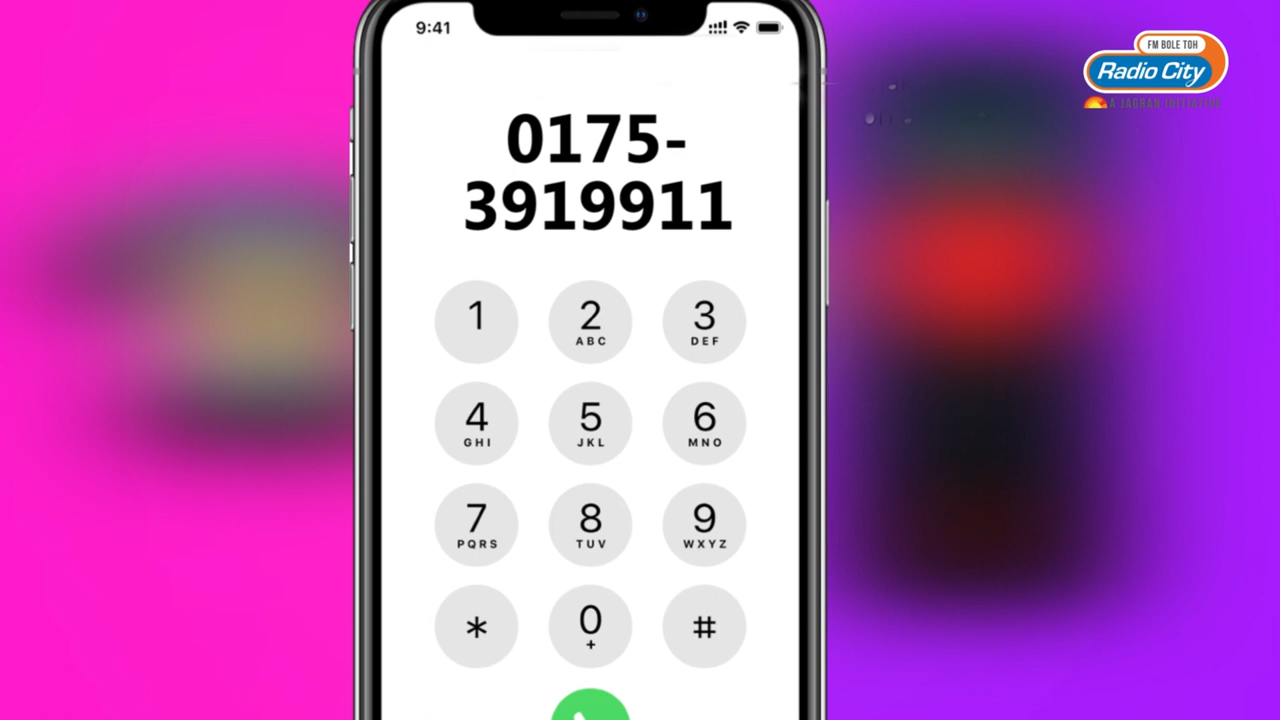 9:41
FM BOLE TOH
Radio City
A JAGRAN INITIATIVE
0175-
3919911
1
2
ABC
3
DEF
4
GHI
5
JKL
6
MNO
7
PQRS
8
TUV
9
WXYZ
*
0
+
#